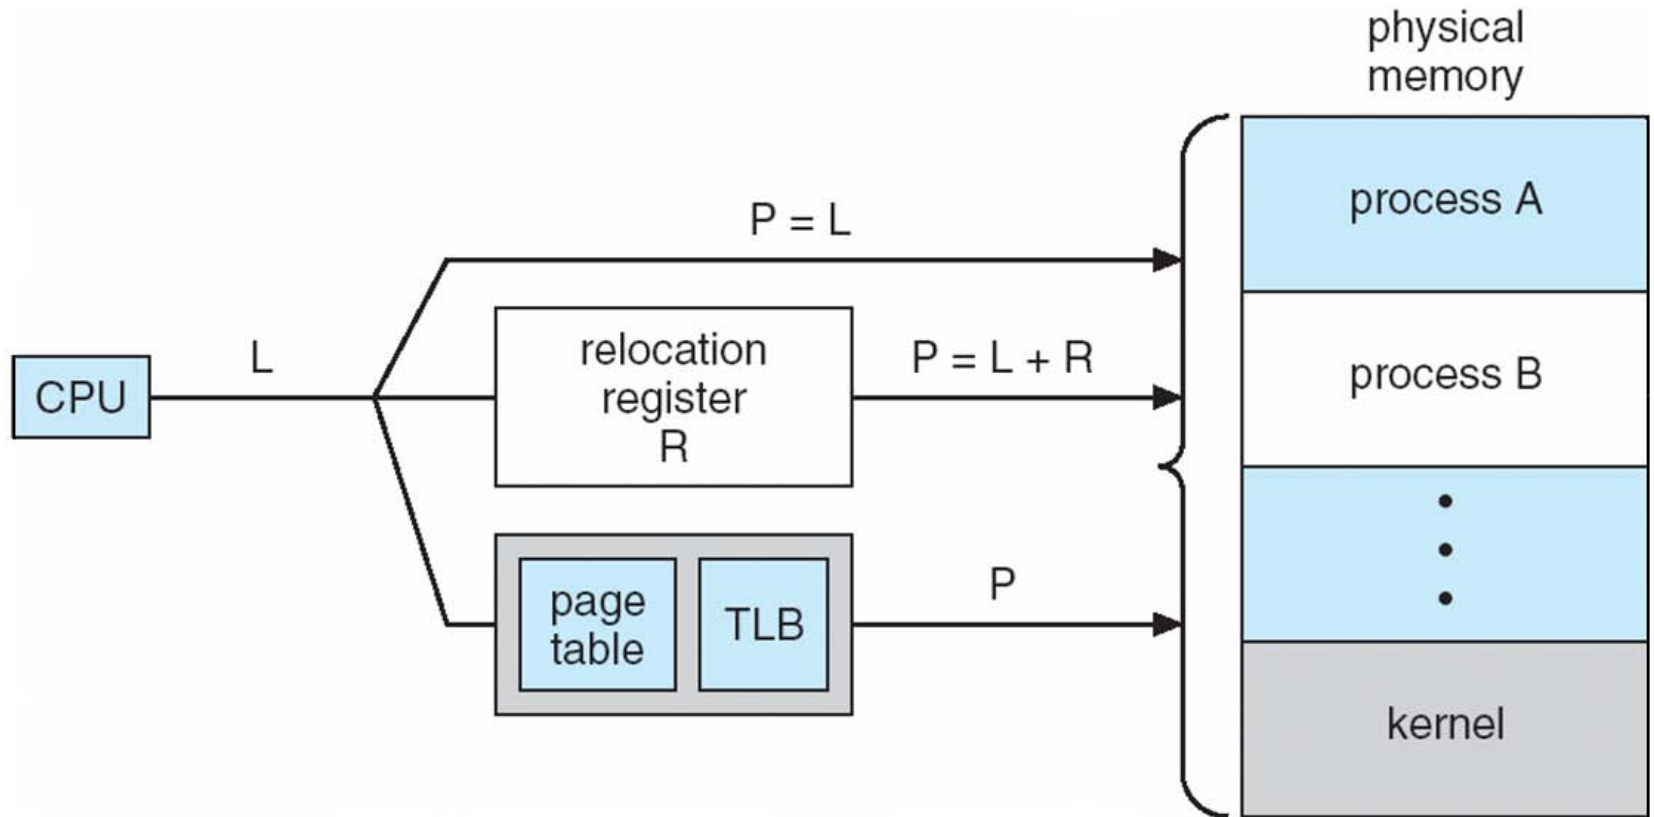 physical
memory
process A
P = L
relocation
register
R
P = L + R
process B
L
CPU
page
table
TLB
P
kernel